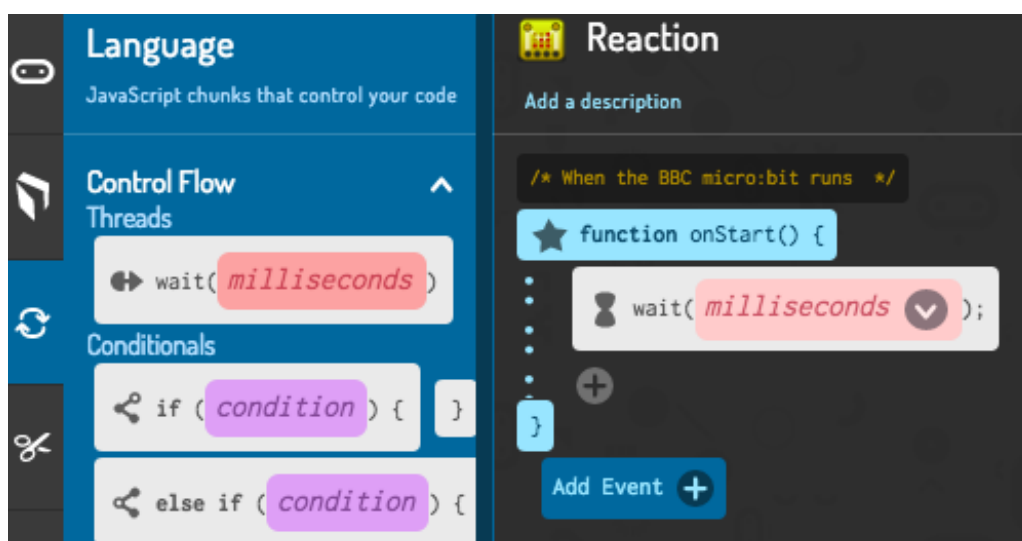 Language
JavaScript chunks that control your code
Control Flow
Threads
wait( milliseconds )
Conditionals
if ( condition ) { }
else if ( condition ) {
Reaction
Add a description
/* When the BBC micro:bit runs */
function onStart() {
wait( milliseconds );
}
Add Event